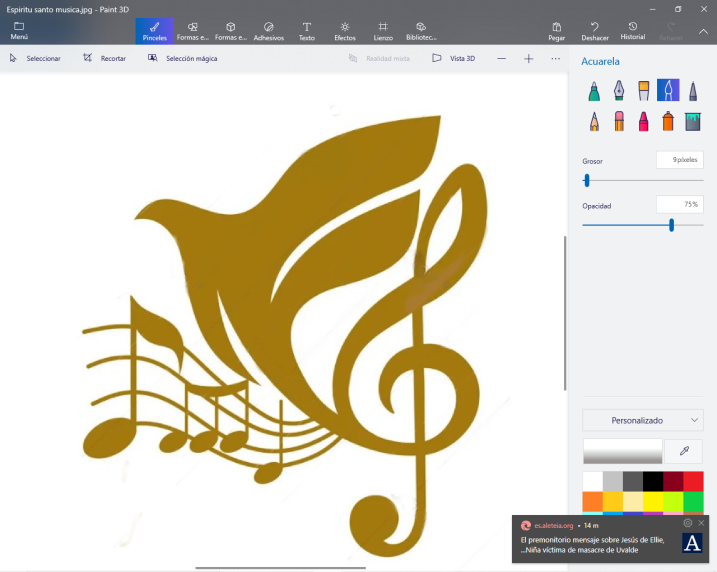 Espiritu santo musica.jpg - Paint 3D
Menú
Pinceles
Formas e...
Formas e...
Adhesivos
Texto
Efectos
Lienzo
Bibliotec...
Pegar
Deshacer
Historial
Rehacer
Seleccionar
Recortar
Selección mágica
Realidad mixta
Vista 3D
Acuarela
Grosor
9píxeles
Opacidad
75%
Personalizado
es.aleteia.org • 14 m
El premonitorio mensaje sobre Jesús de Ellie,
...Niña víctima de masacre de Uvalde
A